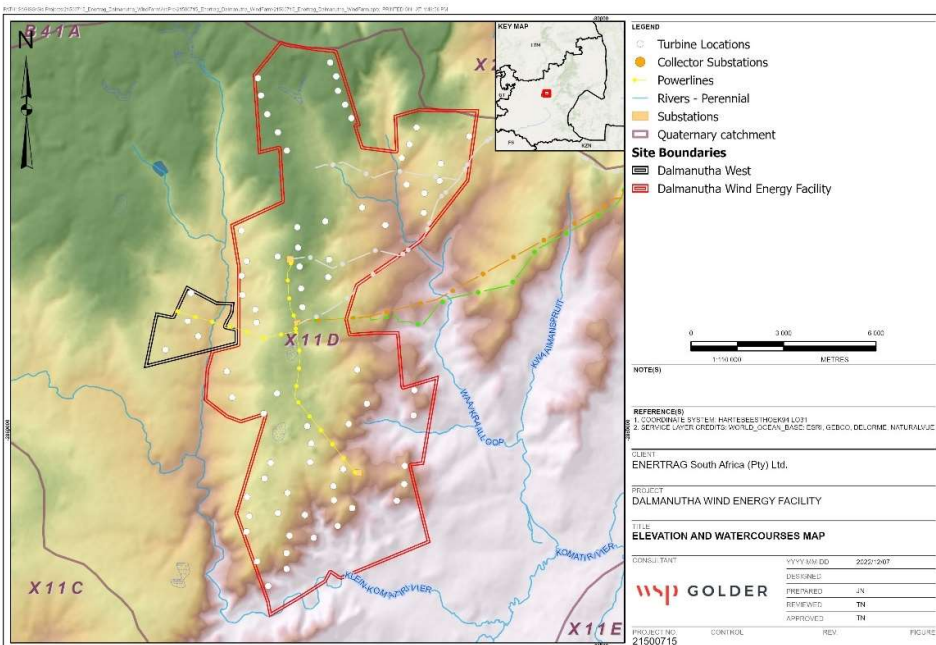 B41A
N
X2
KEY MAP
X11D
WAAIKRAALLOOP
KWAAIMANSPRUIT
KOMATIRIVIER
KLEIN-KOMATIRIVIER
X11C
X11E
LEGEND
Turbine Locations
Collector Substations
Powerlines
Rivers - Perennial
Substations
Quaternary catchment
Site Boundaries
Dalmanutha West
Dalmanutha Wind Energy Facility
0 3 000 6 000
1:110 000 METRES
NOTE(S)
REFERENCE(S)
1. COORDINATE SYSTEM: HARTEBEESTHOEK94 LO31
2. SERVICE LAYER CREDITS: WORLD_OCEAN_BASE: ESRI, GEBCO, DELORME, NATURALVUE
CLIENT
ENERTRAG South Africa (Pty) Ltd.
PROJECT
DALMANUTHA WIND ENERGY FACILITY
TITLE
ELEVATION AND WATERCOURSES MAP
CONSULTANT
wsp GOLDER
YYYY-MM-DD 2022/12/07
DESIGNED
PREPARED JN
REVIEWED TN
APPROVED TN
PROJECT NO. CONTROL REV. FIGURE
21500715